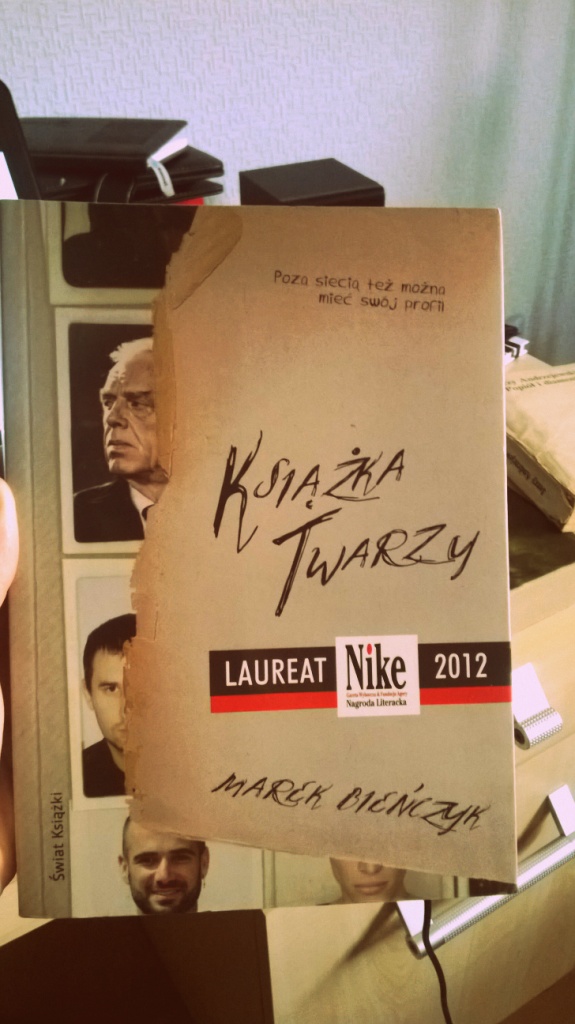 Poza siecią też można
mieć swój profil
KSIĄŻKA
TWARZY
LAUREAT Nike 2012
Nagroda Literacka
MAREK BIEŃCZYK
Świat Książki